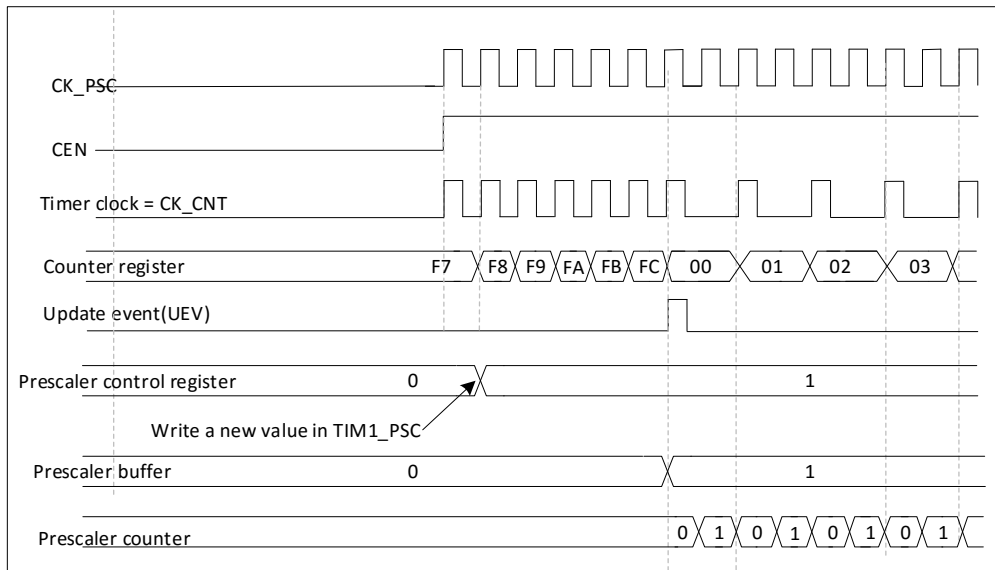 CK_PSC
CEN
Timer clock = CK_CNT
Counter register F7 F8 F9 FA FB FC 00 01 02 03
Update event(UEV)
Prescaler control register 0 1
Write a new value in TIM1_PSC
Prescaler buffer 0 1
Prescaler counter 0 1 0 1 0 1 0 1